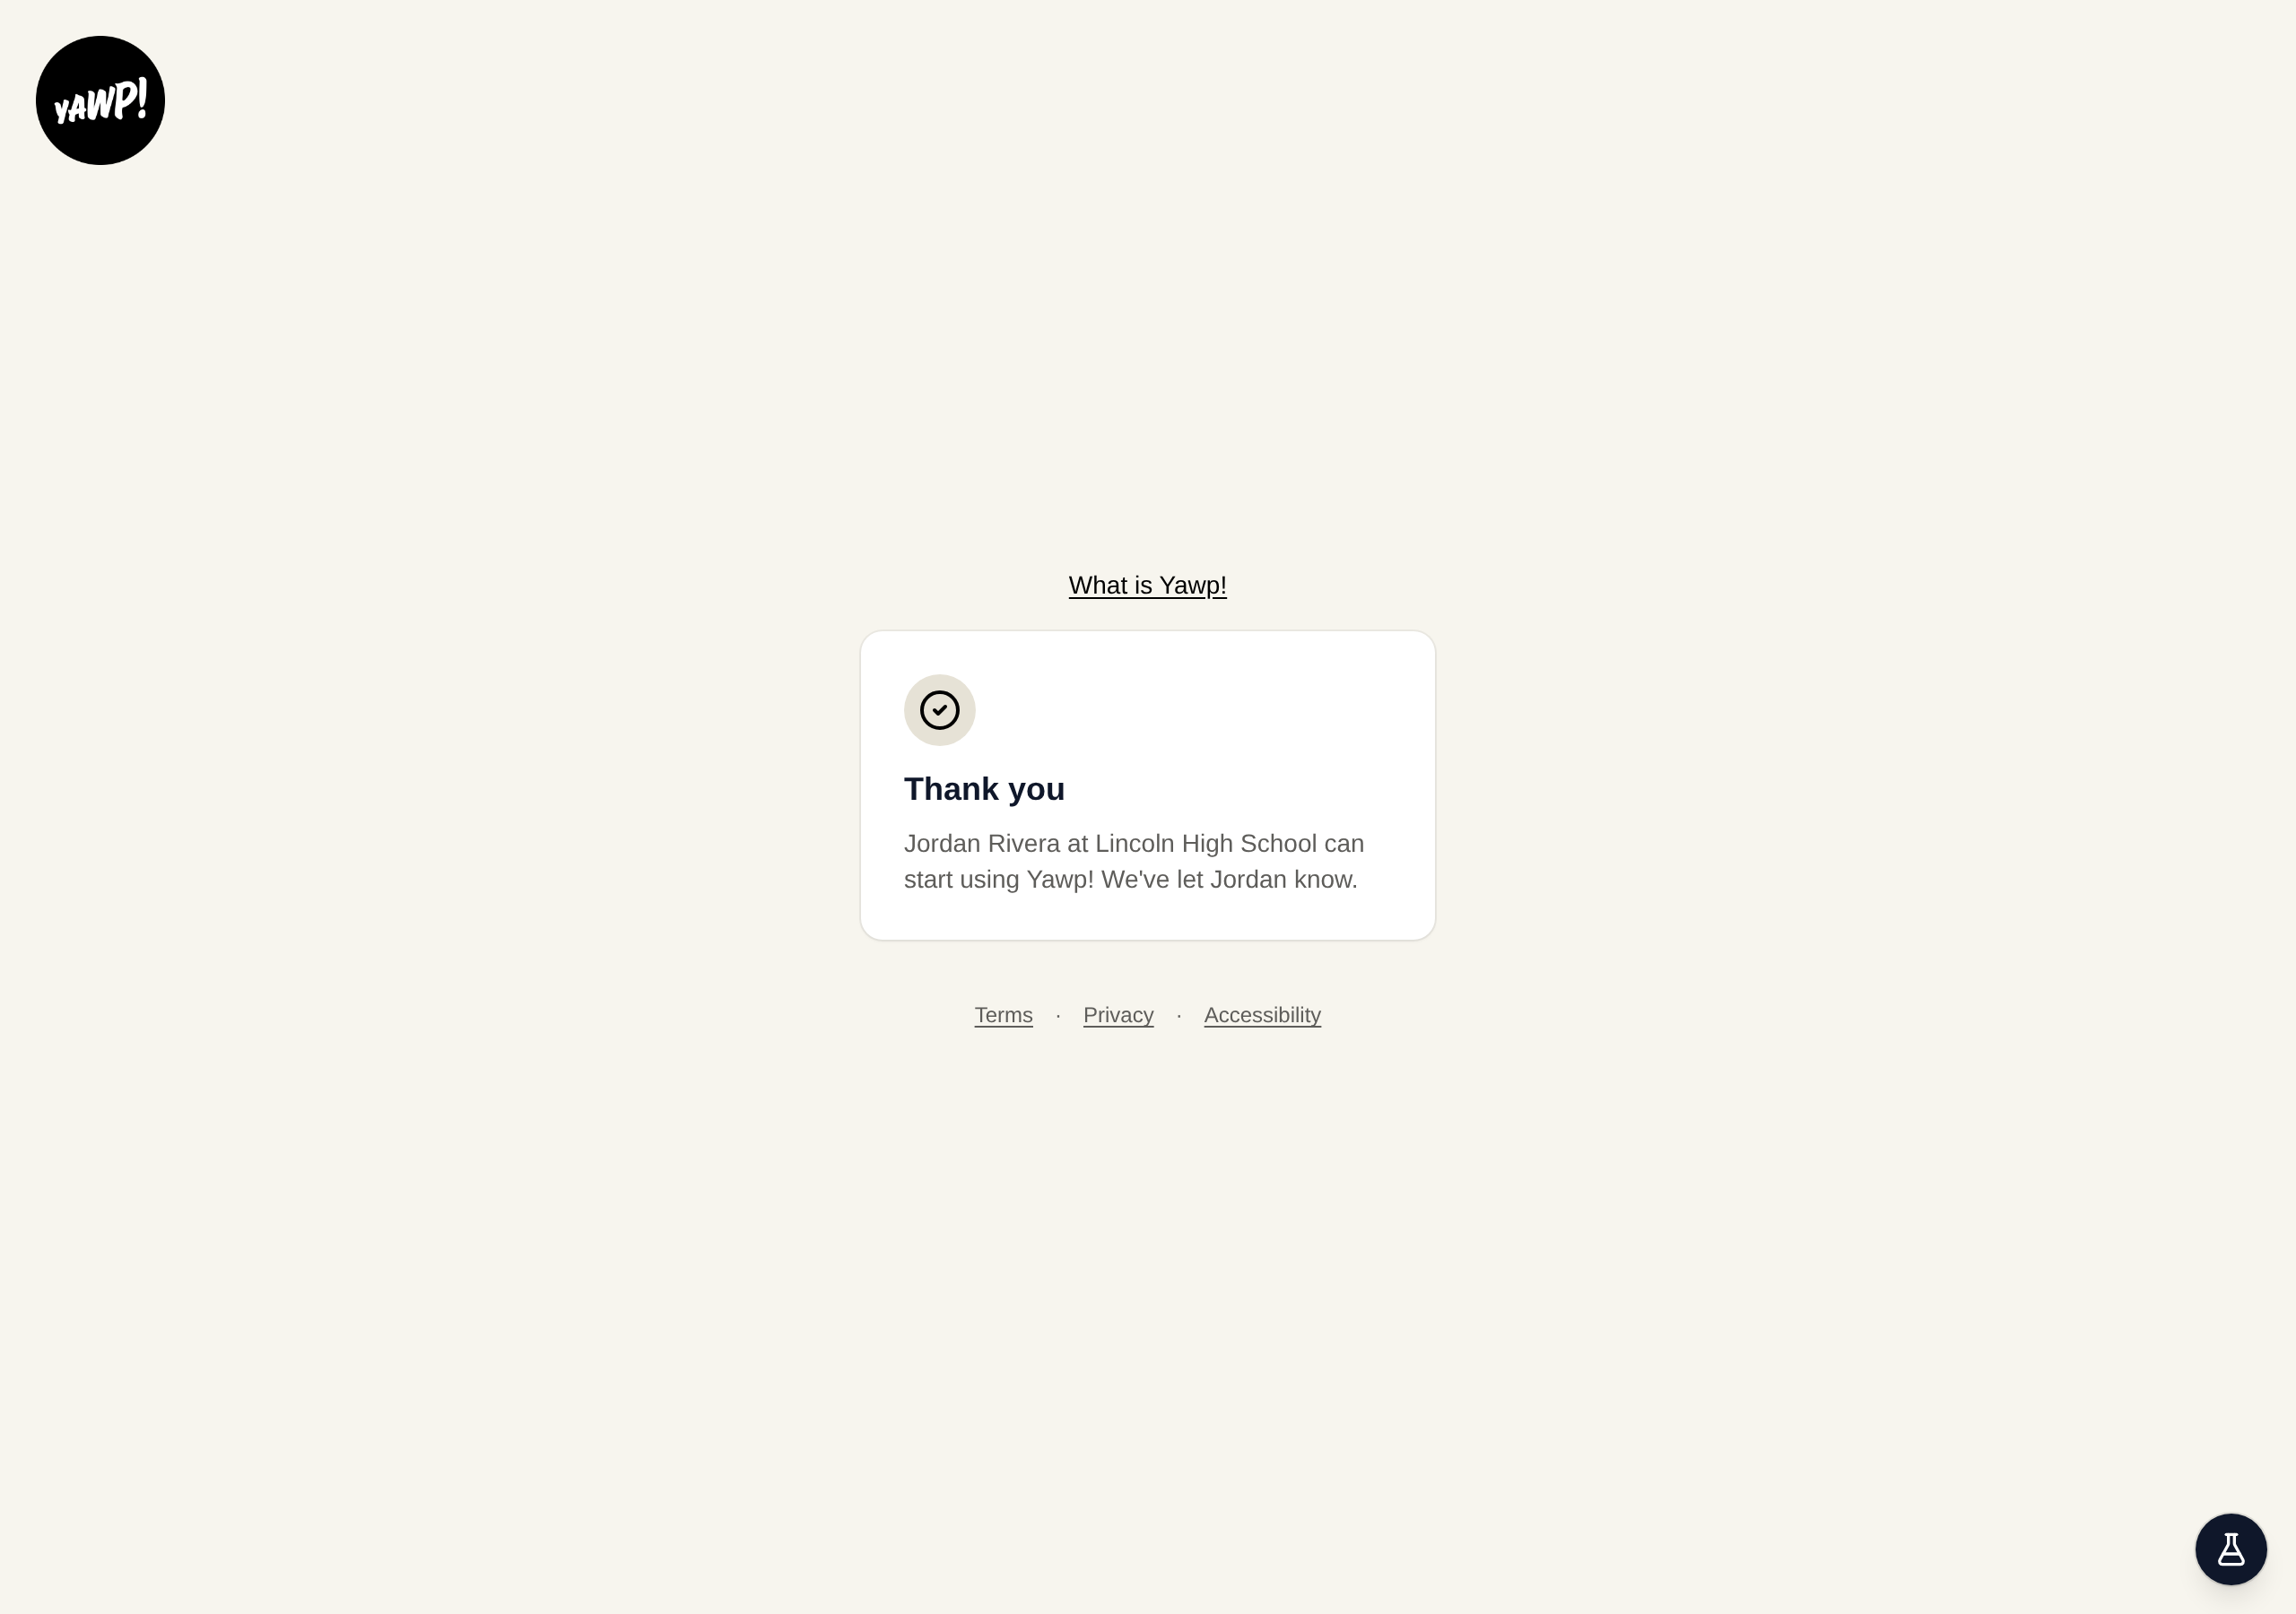 YAWP!
What is Yawp!
Thank you
Jordan Rivera at Lincoln High School can
start using Yawp! We've let Jordan know.
Terms · Privacy · Accessibility